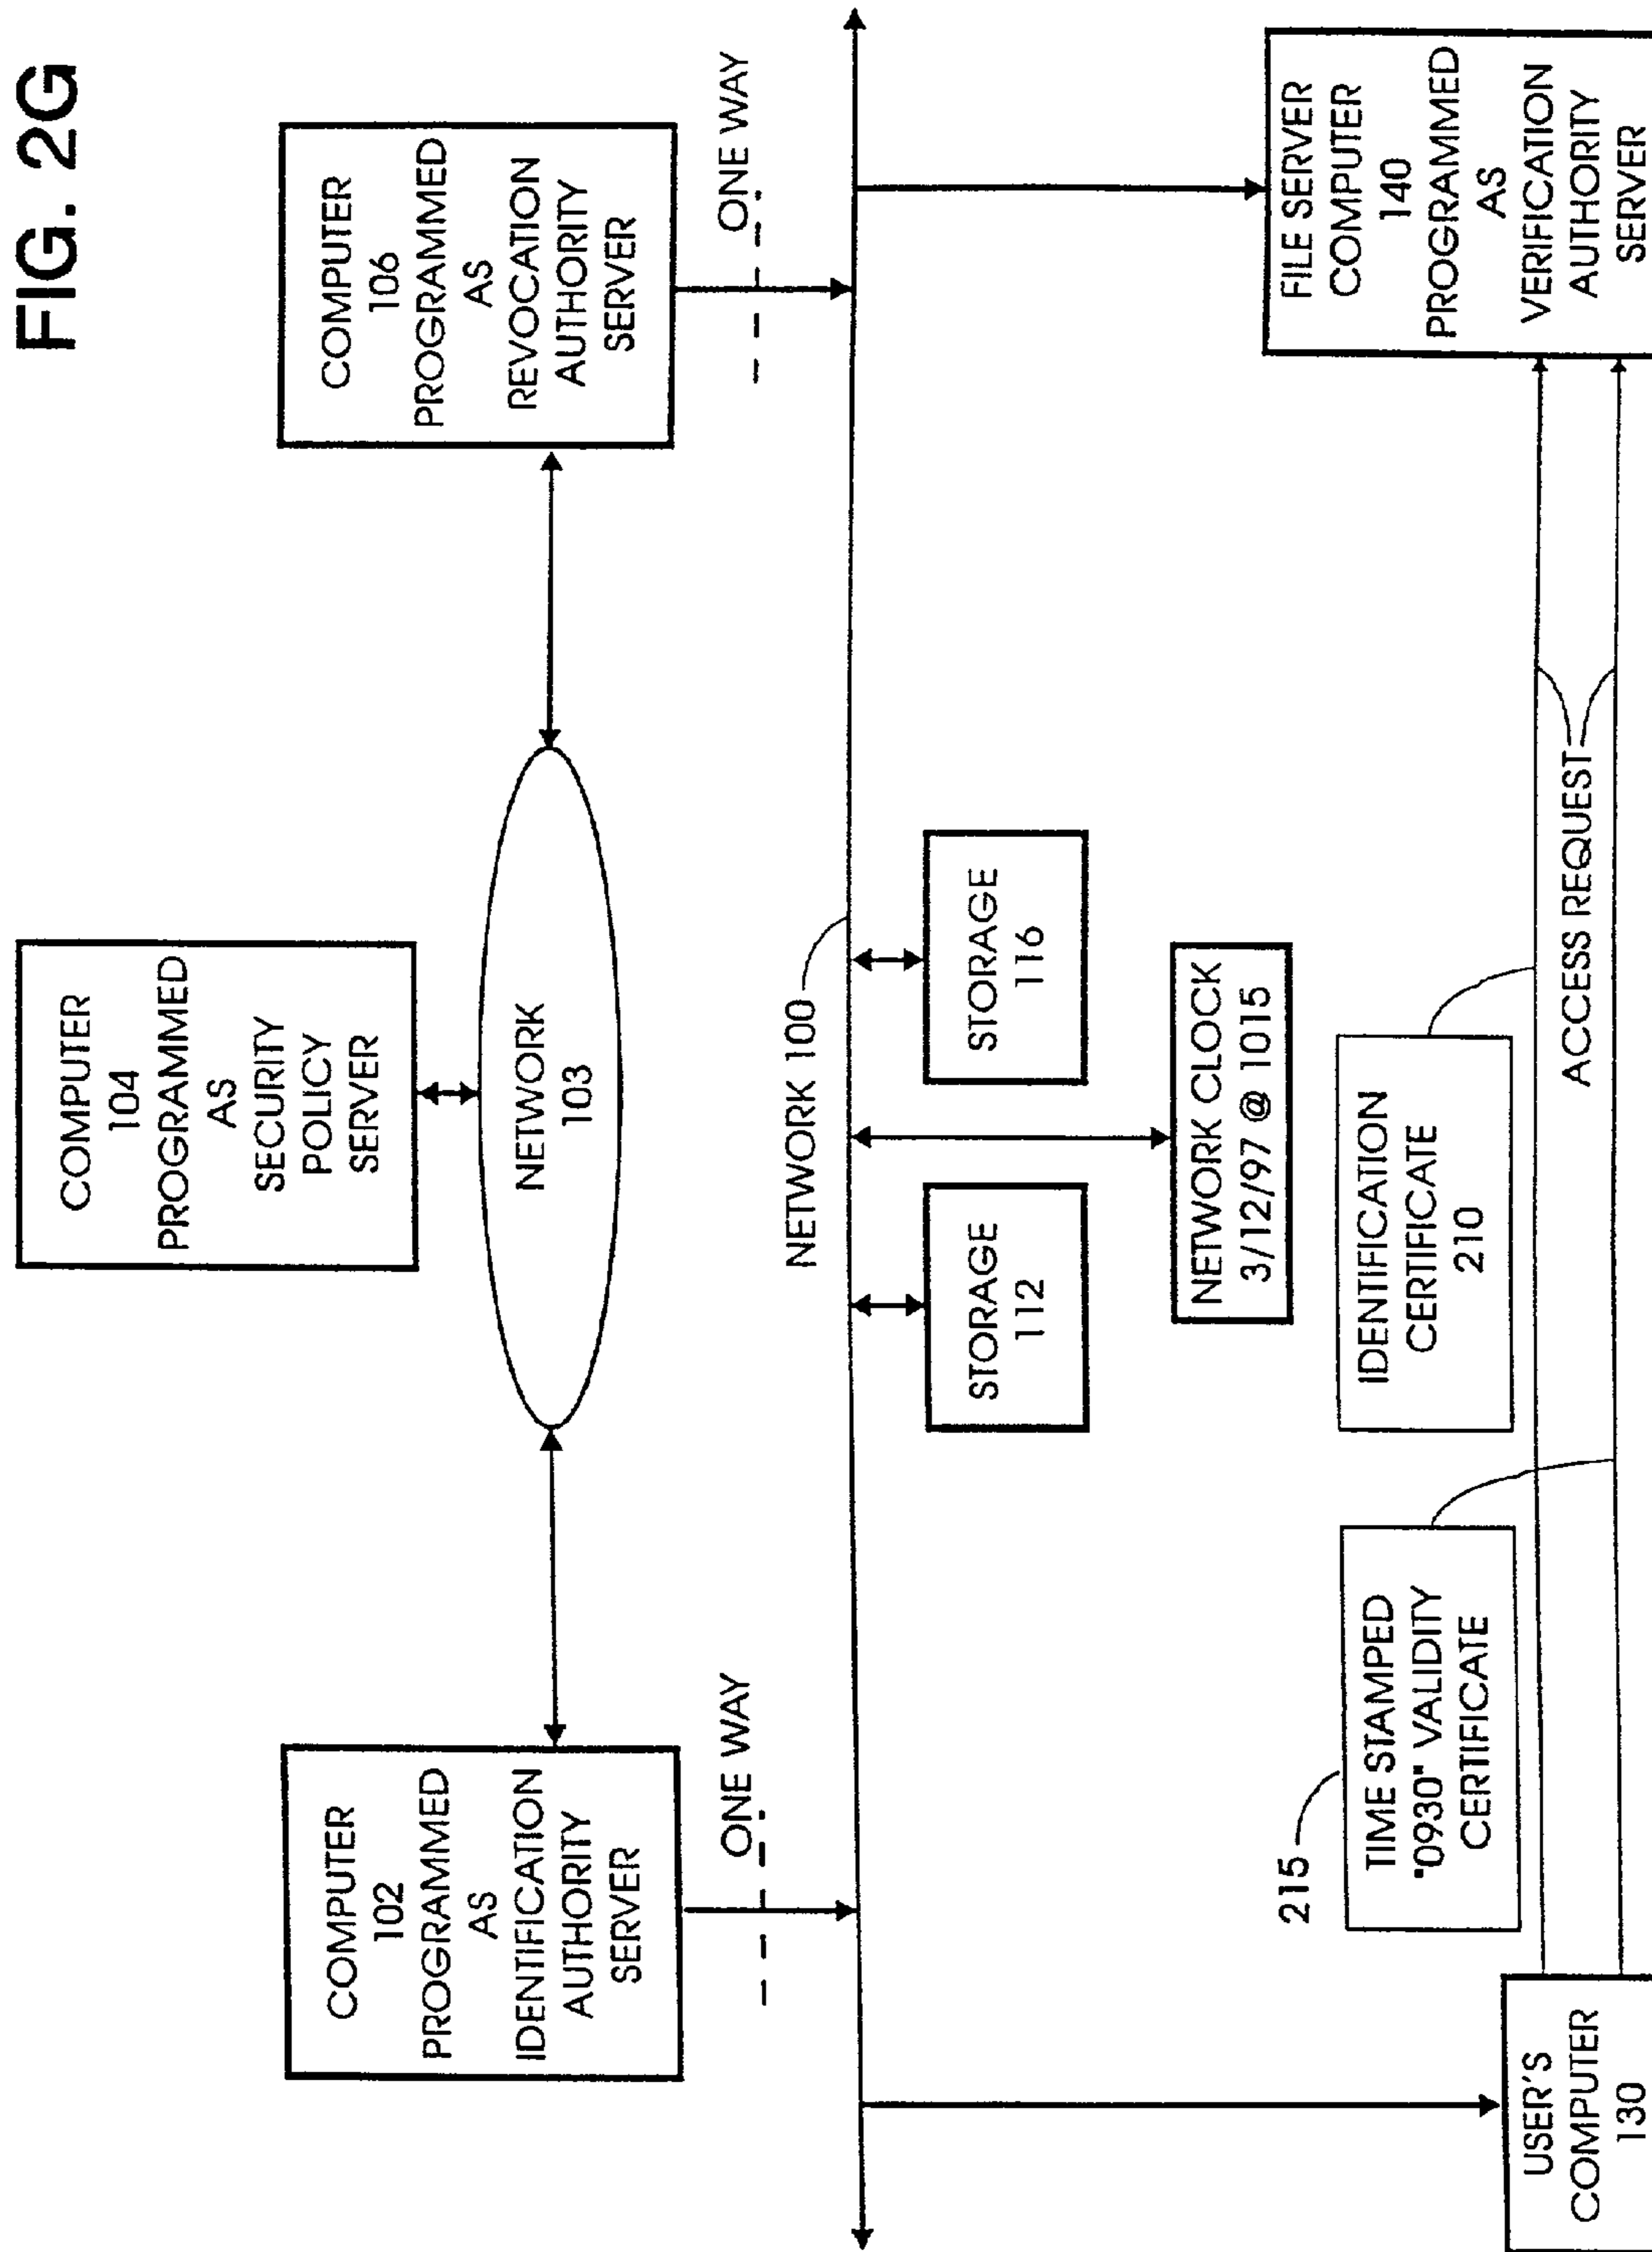 FIG. 2G
COMPUTER
104
PROGRAMMED
AS
SECURITY
POLICY
SERVER
COMPUTER
102
PROGRAMMED
AS
IDENTIFICATION
AUTHORITY
SERVER
NETWORK
103
COMPUTER
106
PROGRAMMED
AS
REVOCATION
AUTHORITY
SERVER
ONE WAY
ONE WAY
NETWORK 100
STORAGE
112
STORAGE
116
NETWORK CLOCK
3/12/97 @ 1015
215
TIME STAMPED
"0930" VALIDITY
CERTIFICATE
IDENTIFICATION
CERTIFICATE
210
ACCESS REQUEST
USER'S
COMPUTER
130
FILE SERVER
COMPUTER
140
PROGRAMMED
AS
VERIFICATION
AUTHORITY
SERVER